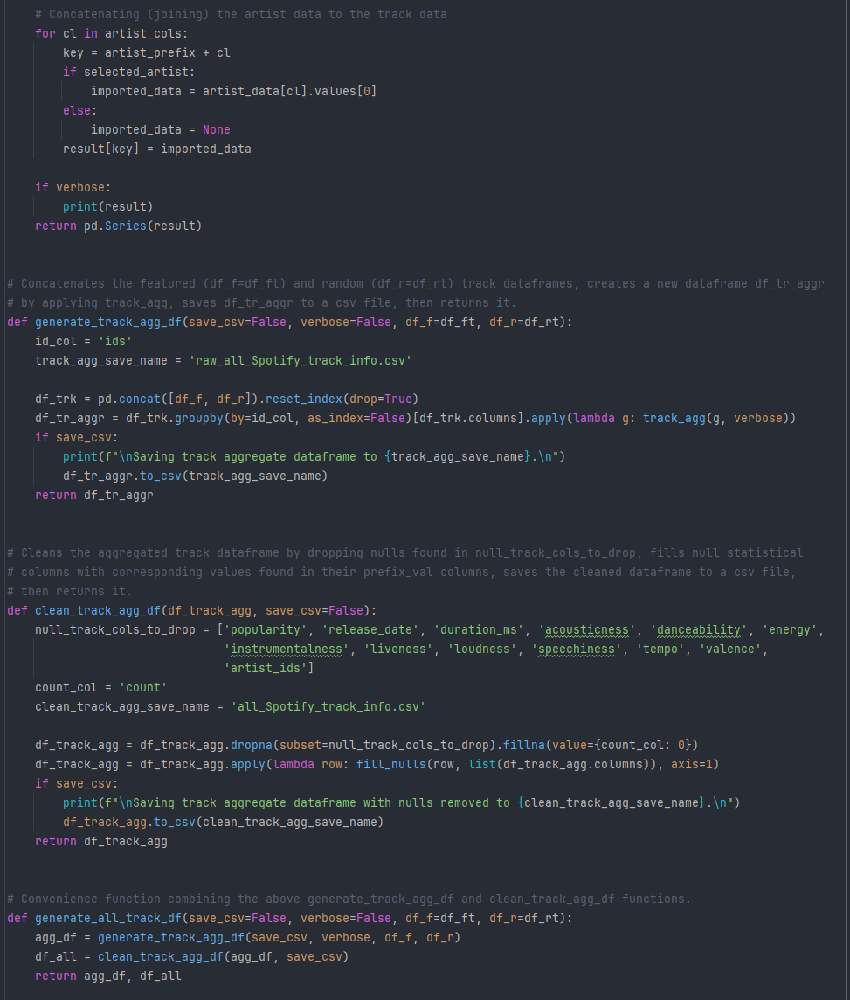 # Concatenating (joining) the artist data to the track data
    for cl in artist_cols:
        key = artist_prefix + cl
        if selected_artist:
            imported_data = artist_data[cl].values[0]
        else:
            imported_data = None
        result[key] = imported_data

    if verbose:
        print(result)
    return pd.Series(result)


# Concatenates the featured (df_f=df_ft) and random (df_r=df_rt) track dataframes, creates a new dataframe df_tr_aggr
# by applying track_agg, saves df_tr_aggr to a csv file, then returns it.
def generate_track_agg_df(save_csv=False, verbose=False, df_f=df_ft, df_r=df_rt):
    id_col = 'ids'
    track_agg_save_name = 'raw_all_Spotify_track_info.csv'

    df_trk = pd.concat([df_f, df_r]).reset_index(drop=True)
    df_tr_aggr = df_trk.groupby(by=id_col, as_index=False)[df_trk.columns].apply(lambda g: track_agg(g, verbose))
    if save_csv:
        print(f"\nSaving track aggregate dataframe to {track_agg_save_name}.\n")
        df_tr_aggr.to_csv(track_agg_save_name)
    return df_tr_aggr


# Cleans the aggregated track dataframe by dropping nulls found in null_track_cols_to_drop, fills null statistical
# columns with corresponding values found in their prefix_val columns, saves the cleaned dataframe to a csv file,
# then returns it.
def clean_track_agg_df(df_track_agg, save_csv=False):
    null_track_cols_to_drop = ['popularity', 'release_date', 'duration_ms', 'acousticness', 'danceability', 'energy',
                               'instrumentalness', 'liveness', 'loudness', 'speechiness', 'tempo', 'valence',
                               'artist_ids']
    count_col = 'count'
    clean_track_agg_save_name = 'all_Spotify_track_info.csv'

    df_track_agg = df_track_agg.dropna(subset=null_track_cols_to_drop).fillna(value={count_col: 0})
    df_track_agg = df_track_agg.apply(lambda row: fill_nulls(row, list(df_track_agg.columns)), axis=1)
    if save_csv:
        print(f"\nSaving track aggregate dataframe with nulls removed to {clean_track_agg_save_name}.\n")
        df_track_agg.to_csv(clean_track_agg_save_name)
    return df_track_agg


# Convenience function combining the above generate_track_agg_df and clean_track_agg_df functions.
def generate_all_track_df(save_csv=False, verbose=False, df_f=df_ft, df_r=df_rt):
    agg_df = generate_track_agg_df(save_csv, verbose, df_f, df_r)
    df_all = clean_track_agg_df(agg_df, save_csv)
    return agg_df, df_all